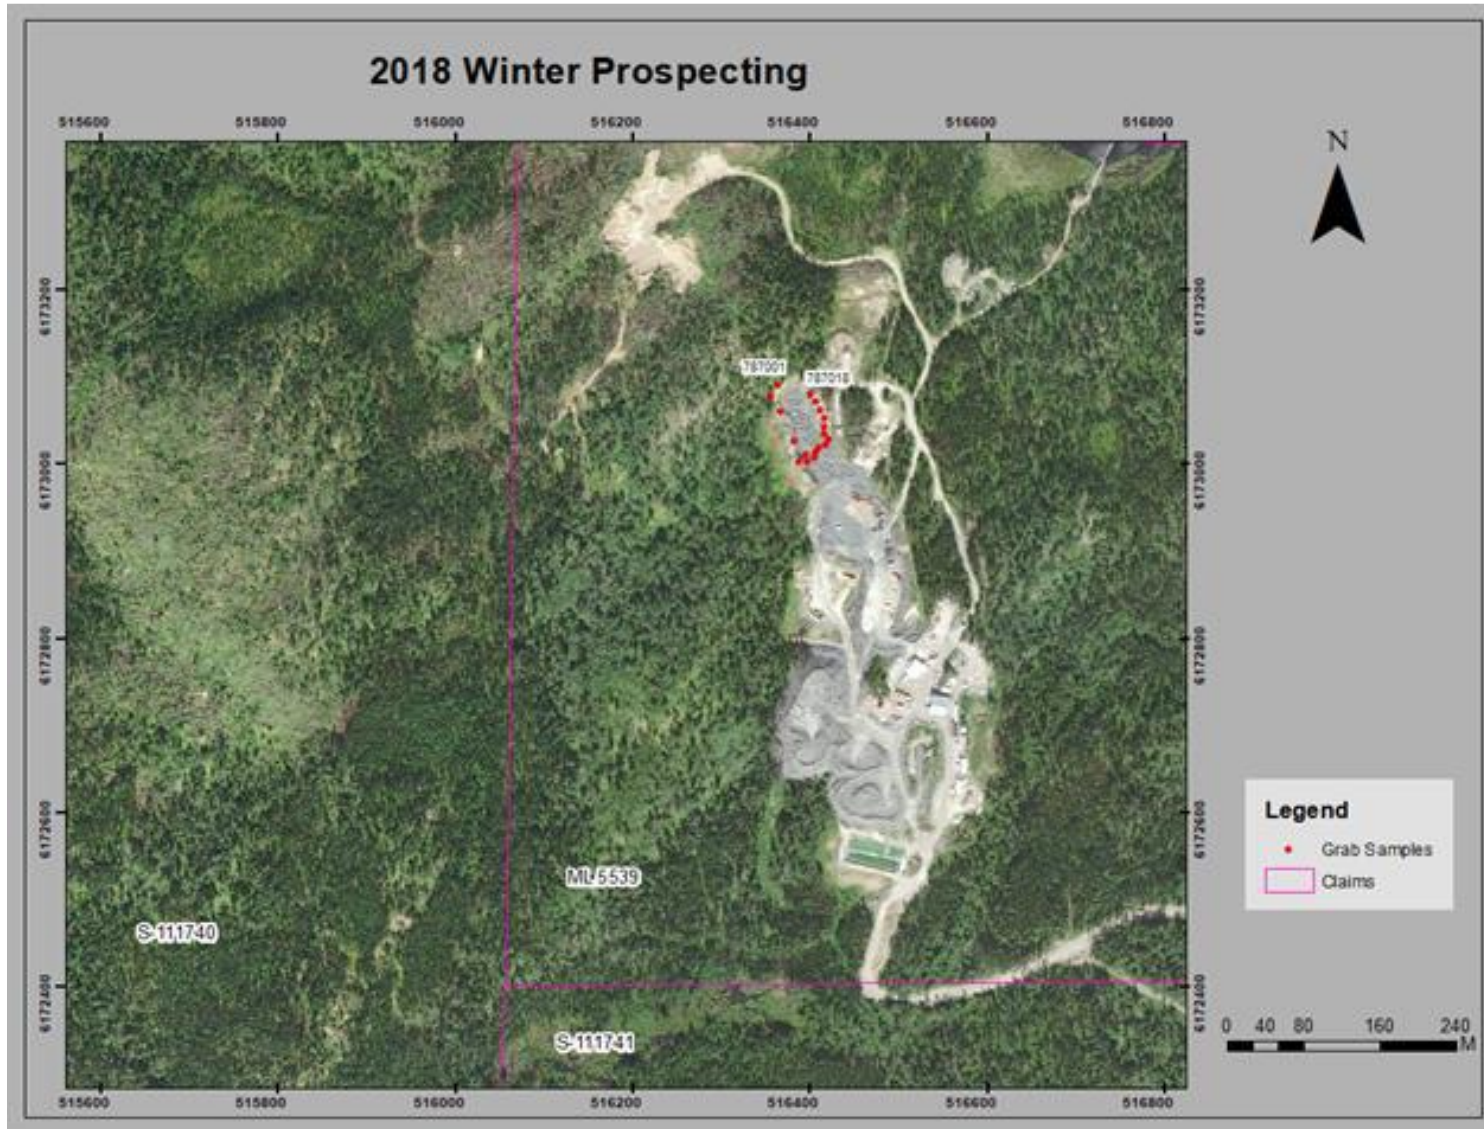 2018 Winter Prospecting
515600 515800 516000 516200 516400 516600 516800
N
6173200 6173200
787001
787018
6173000 6173000
6172800 6172800
6172600 6172600
Legend
Grab Samples
Claims
ML 5539
S-111740
6172400 6172400
S-111741
0 40 80 160 240
M
515600 515800 516000 516200 516400 516600 516800